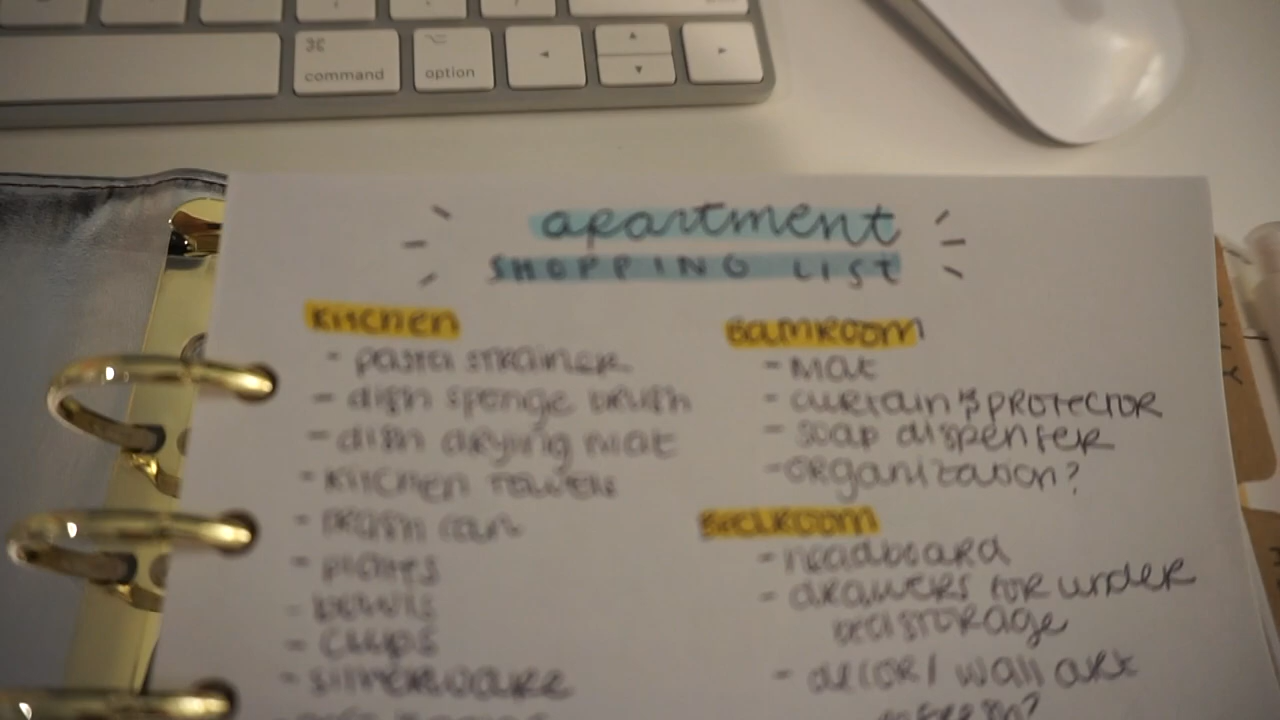 ⌘
command
⌥
option
◂
▴
▾
▸
apartment
SHOPPING LIST
KITCHEN
- pasta strainer
- dish sponge brush
- dish drying mat
- KITCHEN TOWELS
- trash can
- plates
- bowls
- cups
- silverware
BATHROOM
- Mat
- curtain & PROTECTOR
- soap dispenser
- organization?
BEDROOM
- headboard
- drawers for under
bed storage
- decor/wall art